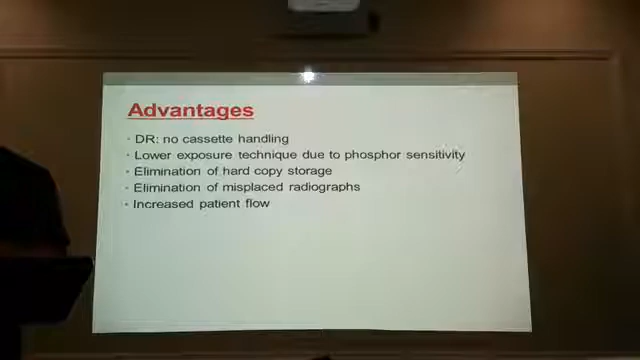 Advantages
• DR: no cassette handling
• Lower exposure technique due to phosphor sensitivity
• Elimination of hard copy storage
• Elimination of misplaced radiographs
• Increased patient flow